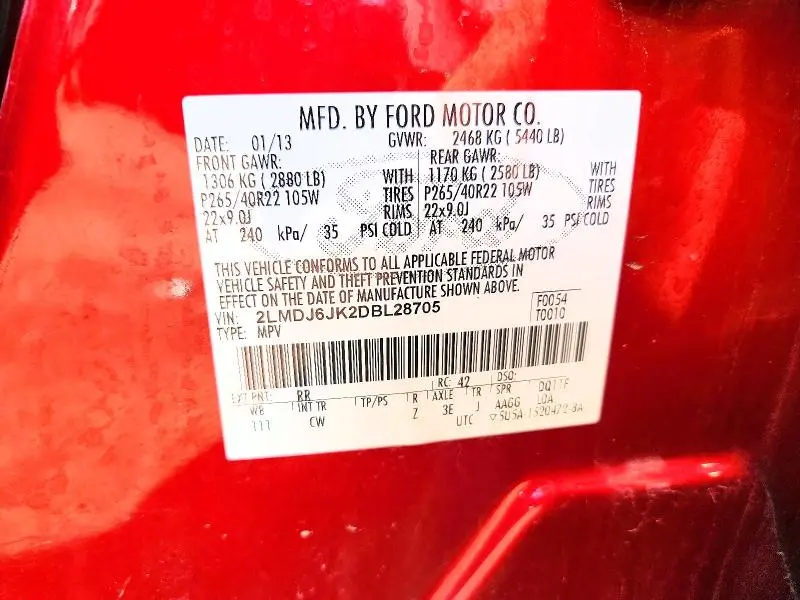 MFD. BY FORD MOTOR CO.
DATE: 01/13 GVWR: 2468 KG ( 5440 LB)
FRONT GAWR: REAR GAWR:
1306 KG ( 2880 LB) WITH 1170 KG ( 2580 LB) WITH
P265/40R22 105W TIRES P265/40R22 105W TIRES
22x9.0J RIMS 22x9.0J RIMS
AT 240 kPa/ 35 PSI COLD AT 240 kPa/ 35 PSI COLD
THIS VEHICLE CONFORMS TO ALL APPLICABLE FEDERAL MOTOR
VEHICLE SAFETY AND THEFT PREVENTION STANDARDS IN
EFFECT ON THE DATE OF MANUFACTURE SHOWN ABOVE.
VIN: 2LMDJ6JK2DBL28705 F0054
TYPE: MPV T0010
EXT PNT: RR RC: 42 DSO:
WB INT TR TP/PS R AXLE TR SPR
111 CW Z 3E J AAGG
UTC